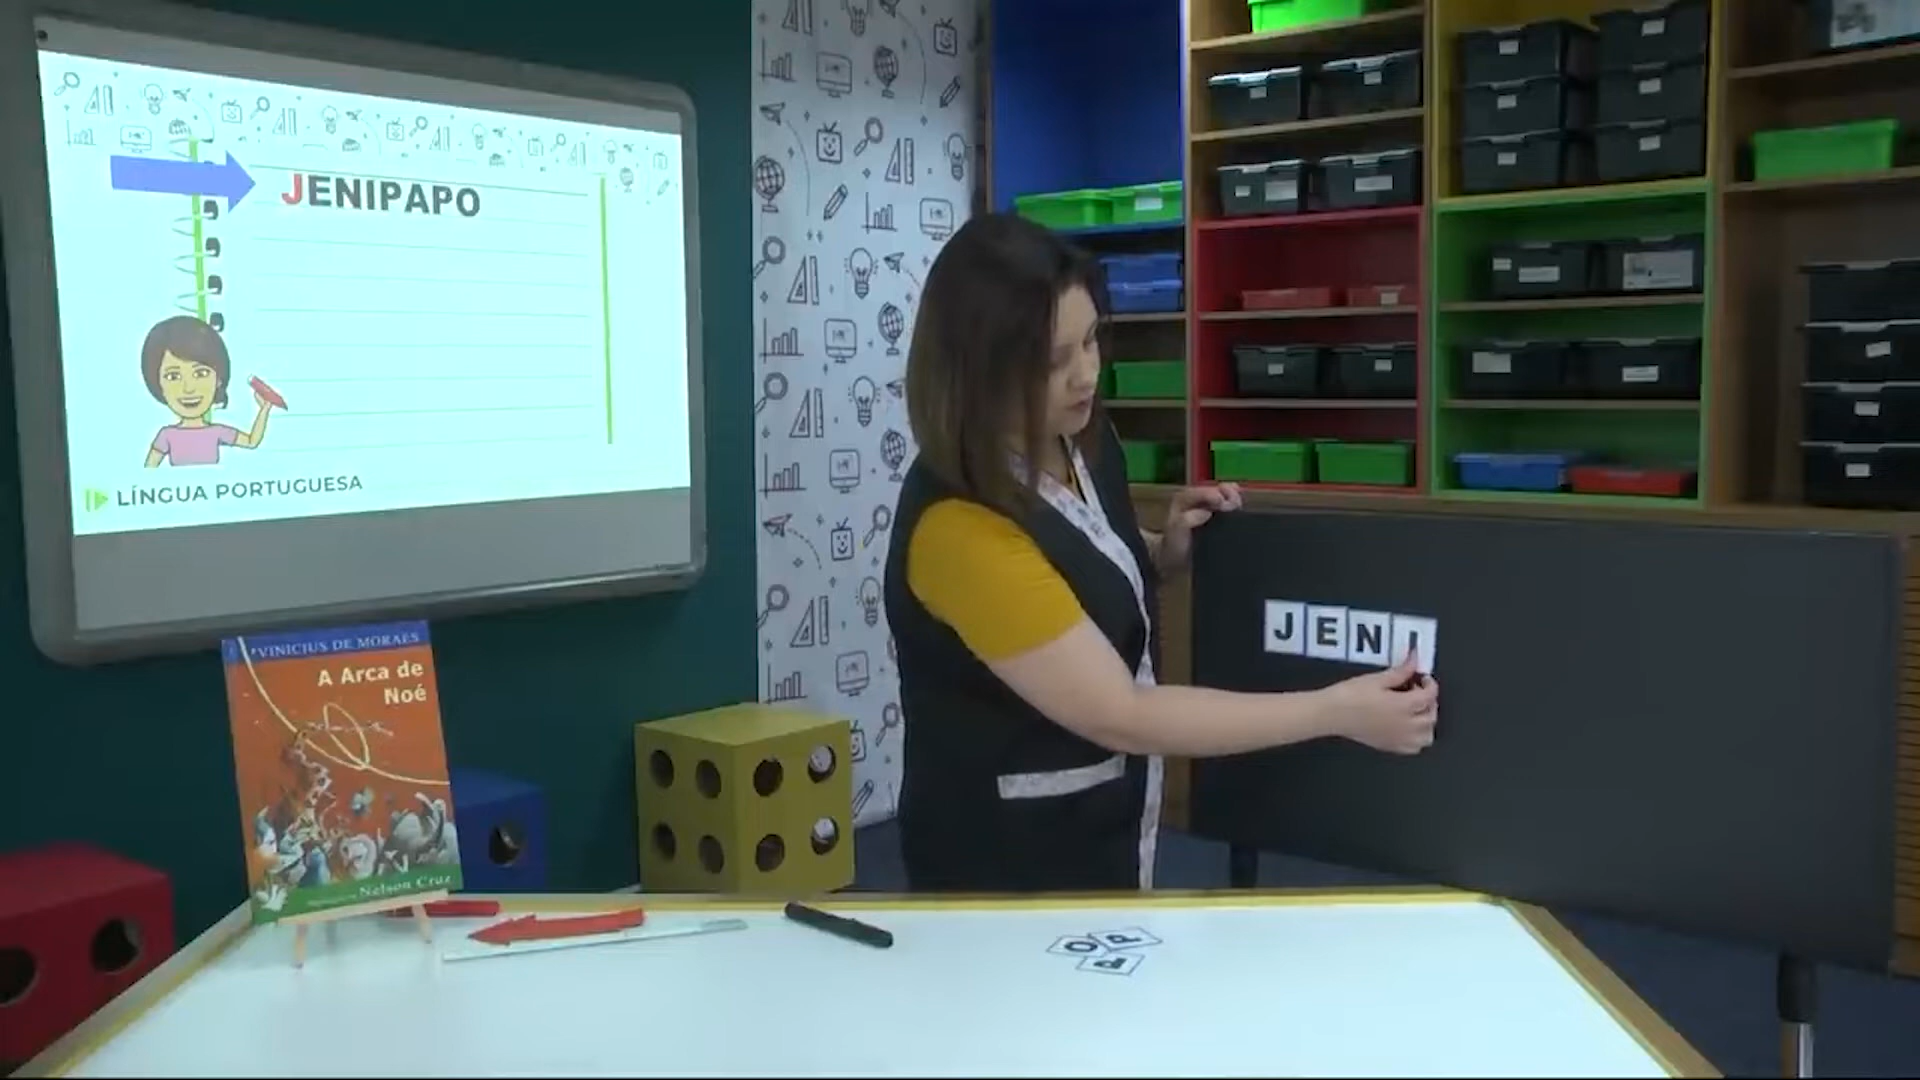 JENIPAPO
LÍNGUA PORTUGUESA
VINICIUS DE MORAES
A Arca de
Noé
Nelson Cruz
JENI
O P
P